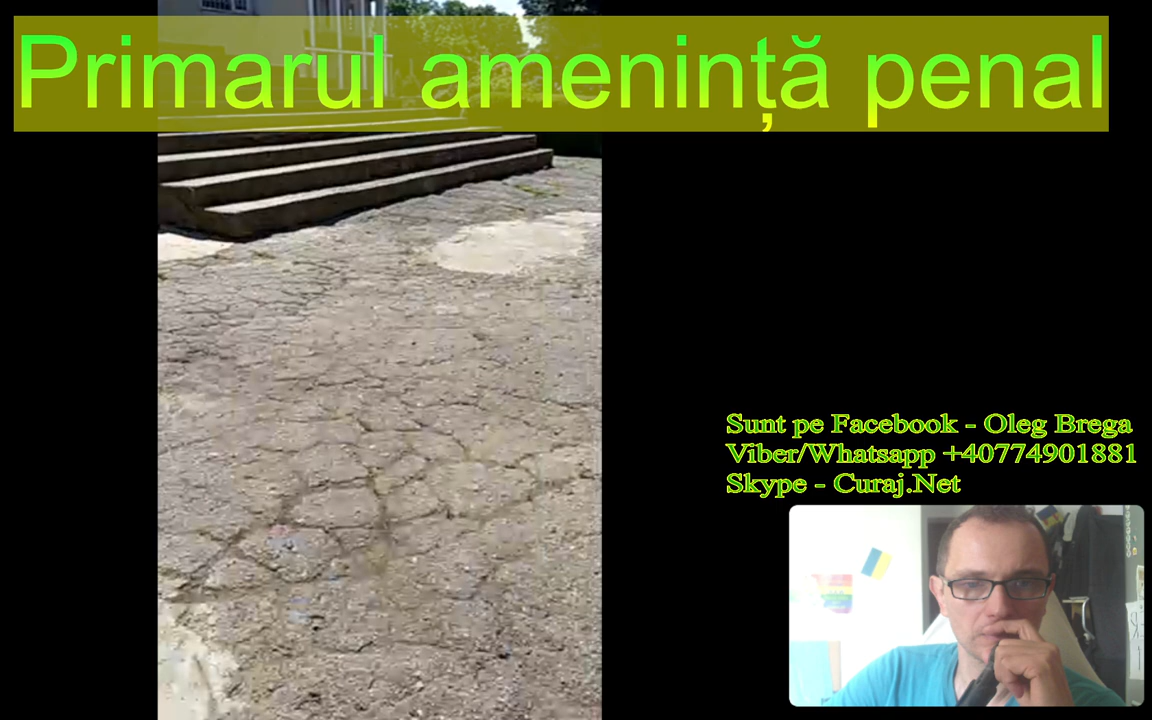 Primarul amenință penal
Sunt pe Facebook - Oleg Brega
Viber/Whatsapp +40774901881
Skype - Curaj.Net